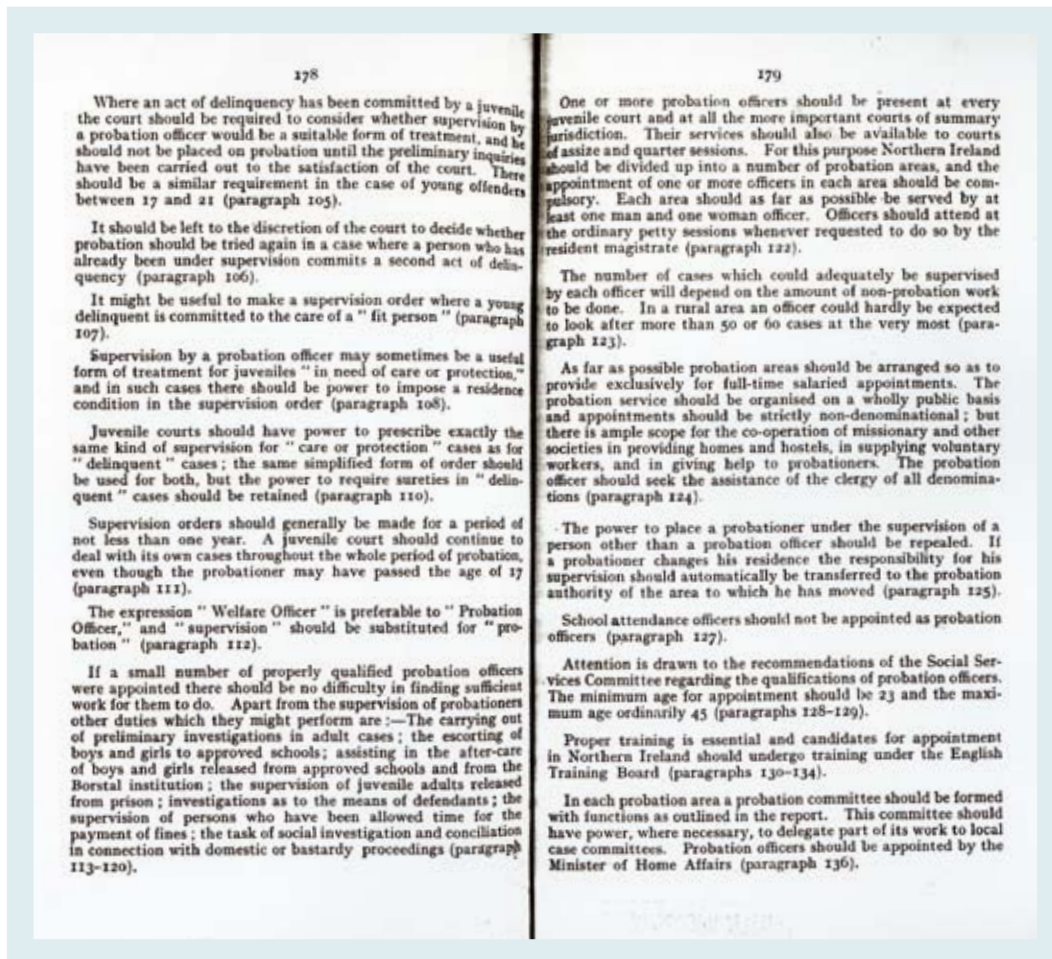 178
Where an act of delinquency has been committed by a juvenile
the court should be required to consider whether supervision by
a probation officer would be a suitable form of treatment, and he
should not be placed on probation until the preliminary inquiries
have been carried out to the satisfaction of the court. There
should be a similar requirement in the case of young offenders
between 17 and 21 (paragraph 105).
It should be left to the discretion of the court to decide whether
probation should be tried again in a case where a person who has
already been under supervision commits a second act of delin-
quency (paragraph 106).
It might be useful to make a supervision order where a young
delinquent is committed to the care of a " fit person " (paragraph
107).
Supervision by a probation officer may sometimes be a useful
form of treatment for juveniles " in need of care or protection,"
and in such cases there should be power to impose a residence
condition in the supervision order (paragraph 108).
Juvenile courts should have power to prescribe exactly the
same kind of supervision for " care or protection " cases as for
" delinquent " cases ; the same simplified form of order should
be used for both, but the power to require sureties in " delin-
quent " cases should be retained (paragraph 110).
Supervision orders should generally be made for a period of
not less than one year. A juvenile court should continue to
deal with its own cases throughout the whole period of probation,
even though the probationer may have passed the age of 17
(paragraph 111).
The expression " Welfare Officer " is preferable to " Probation
Officer," and " supervision " should be substituted for " pro-
bation " (paragraph 112).
If a small number of properly qualified probation officers
were appointed there should be no difficulty in finding sufficient
work for them to do. Apart from the supervision of probationers
other duties which they might perform are :—The carrying out
of preliminary investigations in adult cases ; the escorting of
boys and girls to approved schools ; assisting in the after-care
of boys and girls released from approved schools and from the
Borstal institution ; the supervision of juvenile adults released
from prison ; investigations as to the means of defendants ; the
supervision of persons who have been allowed time for the
payment of fines ; the task of social investigation and conciliation
in connection with domestic or bastardy proceedings (paragraph
113–120).
179
One or more probation officers should be present at every
juvenile court and at all the more important courts of summary
jurisdiction. Their services should also be available to courts
of assize and quarter sessions. For this purpose Northern Ireland
should be divided up into a number of probation areas, and the
appointment of one or more officers in each area should be com-
pulsory. Each area should as far as possible be served by at
least one man and one woman officer. Officers should attend at
the ordinary petty sessions whenever requested to do so by the
resident magistrate (paragraph 122).
The number of cases which could adequately be supervised
by each officer will depend on the amount of non-probation work
to be done. In a rural area an officer could hardly be expected
to look after more than 50 or 60 cases at the very most (para-
graph 123).
As far as possible probation areas should be arranged so as to
provide exclusively for full-time salaried appointments. The
probation service should be organised on a wholly public basis
and appointments should be strictly non-denominational ; but
there is ample scope for the co-operation of missionary and other
societies in providing homes and hostels, in supplying voluntary
workers, and in giving help to probationers. The probation
officer should seek the assistance of the clergy of all denomina-
tions (paragraph 124).
The power to place a probationer under the supervision of a
person other than a probation officer should be repealed. If
a probationer changes his residence the responsibility for his
supervision should automatically be transferred to the probation
authority of the area to which he has moved (paragraph 125).
School attendance officers should not be appointed as probation
officers (paragraph 127).
Attention is drawn to the recommendations of the Social Ser-
vices Committee regarding the qualifications of probation officers.
The minimum age for appointment should be 23 and the maxi-
mum age ordinarily 45 (paragraphs 128–129).
Proper training is essential and candidates for appointment
in Northern Ireland should undergo training under the English
Training Board (paragraphs 130–134).
In each probation area a probation committee should be formed
with functions as outlined in the report. This committee should
have power, where necessary, to delegate part of its work to local
case committees. Probation officers should be appointed by the
Minister of Home Affairs (paragraph 136).